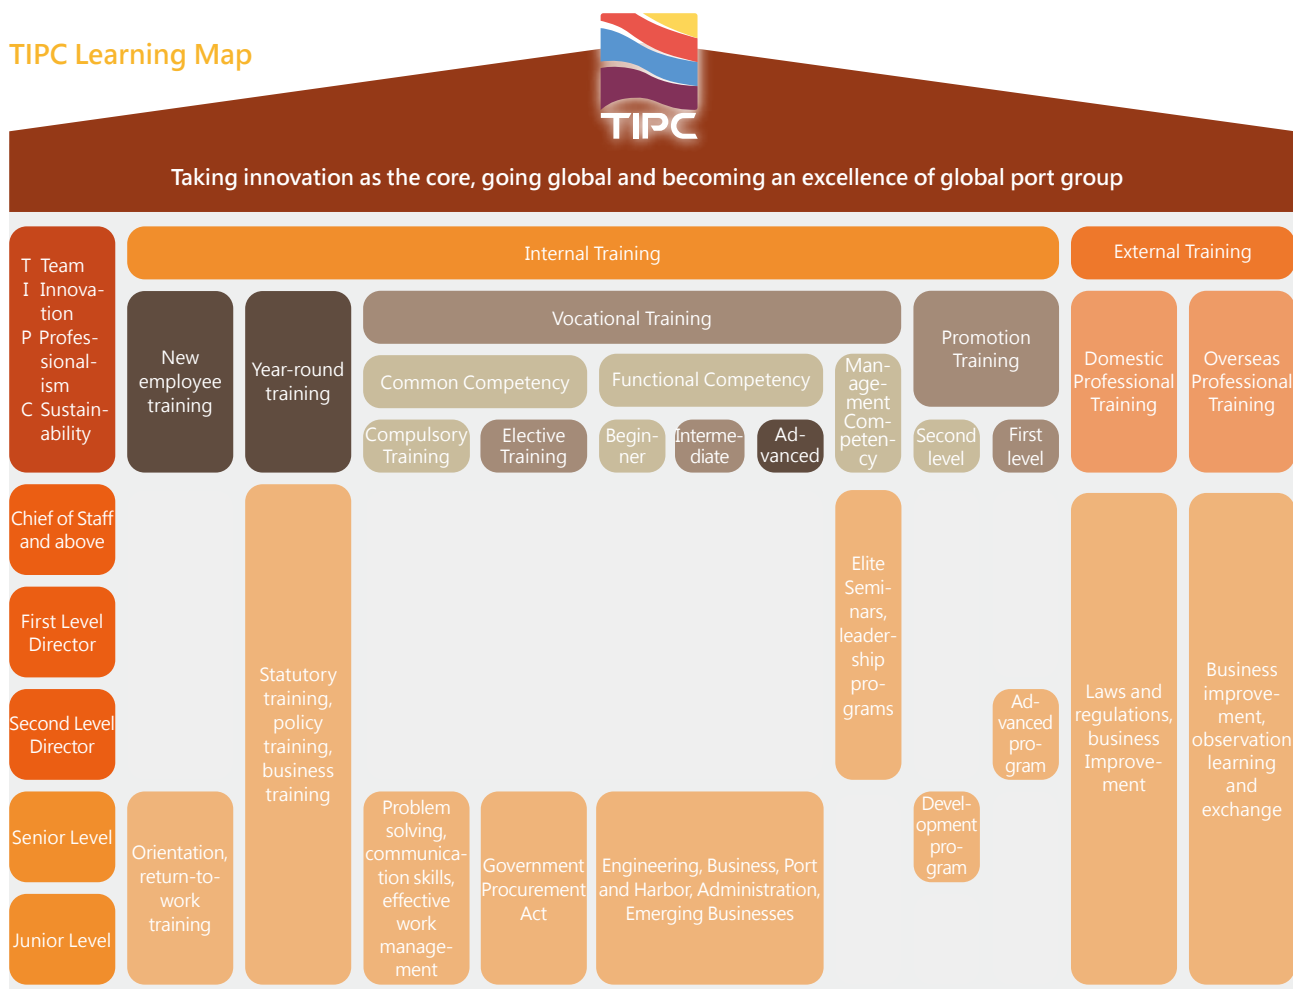 TIPC Learning Map
TIPC
Taking innovation as the core, going global and becoming an excellence of global port group
T Team
I Innova-
tion
P Profes-
sional-
ism
C Sustain-
ability
Internal Training
External Training
New
employee
training
Year-round
training
Vocational Training
Common Competency
Functional Competency
Man-
age-
ment
Com-
peten-
cy
Compulsory
Training
Elective
Training
Begin-
ner
Interme-
diate
Ad-
vanced
Promotion
Training
Second
level
First
level
Domestic
Professional
Training
Overseas
Professional
Training
Chief of Staff
and above
First Level
Director
Second Level
Director
Senior Level
Junior Level
Orientation,
return-to-
work
training
Statutory
training,
policy
training,
business
training
Problem
solving,
communica-
tion skills,
effective
work
manage-
ment
Government
Procurement
Act
Engineering, Business, Port
and Harbor, Administration,
Emerging Businesses
Elite
Semi-
nars,
leader-
ship
pro-
grams
Devel-
opment
pro-
gram
Ad-
vanced
pro-
gram
Laws and
regulations,
business
Improve-
ment
Business
improve-
ment,
observation
learning
and
exchange